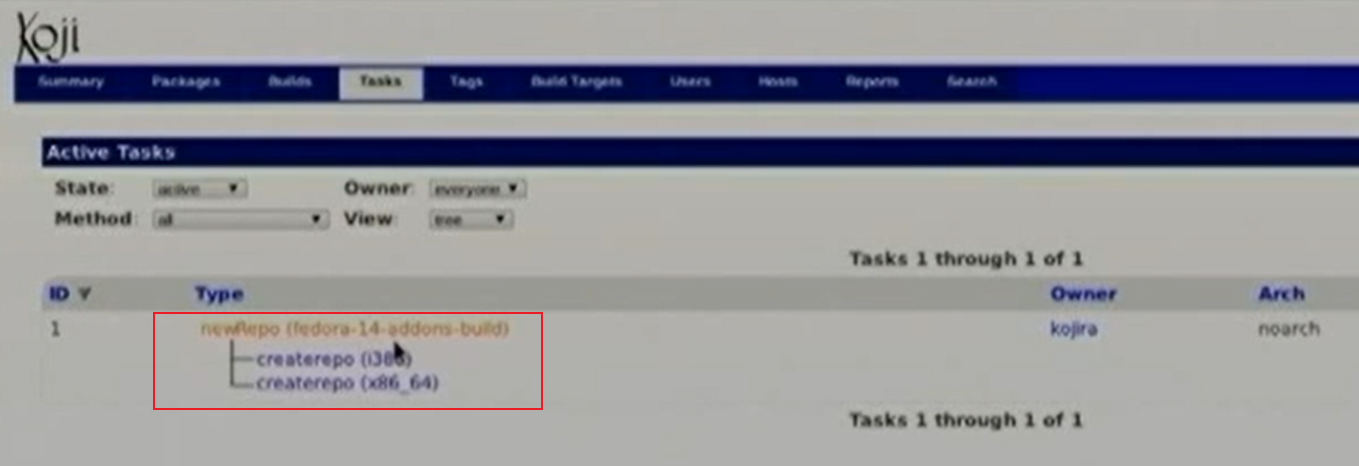 Koji
Summary Packages Builds Tasks Tags Build Targets Users Hosts Reports Search
Active Tasks
State: active Owner: everyone
Method: all View: tree
Tasks 1 through 1 of 1
ID Type Owner Arch
1 newRepo (fedora-14-addons-build) kojira noarch
createrepo (i386)
createrepo (x86_64)
Tasks 1 through 1 of 1